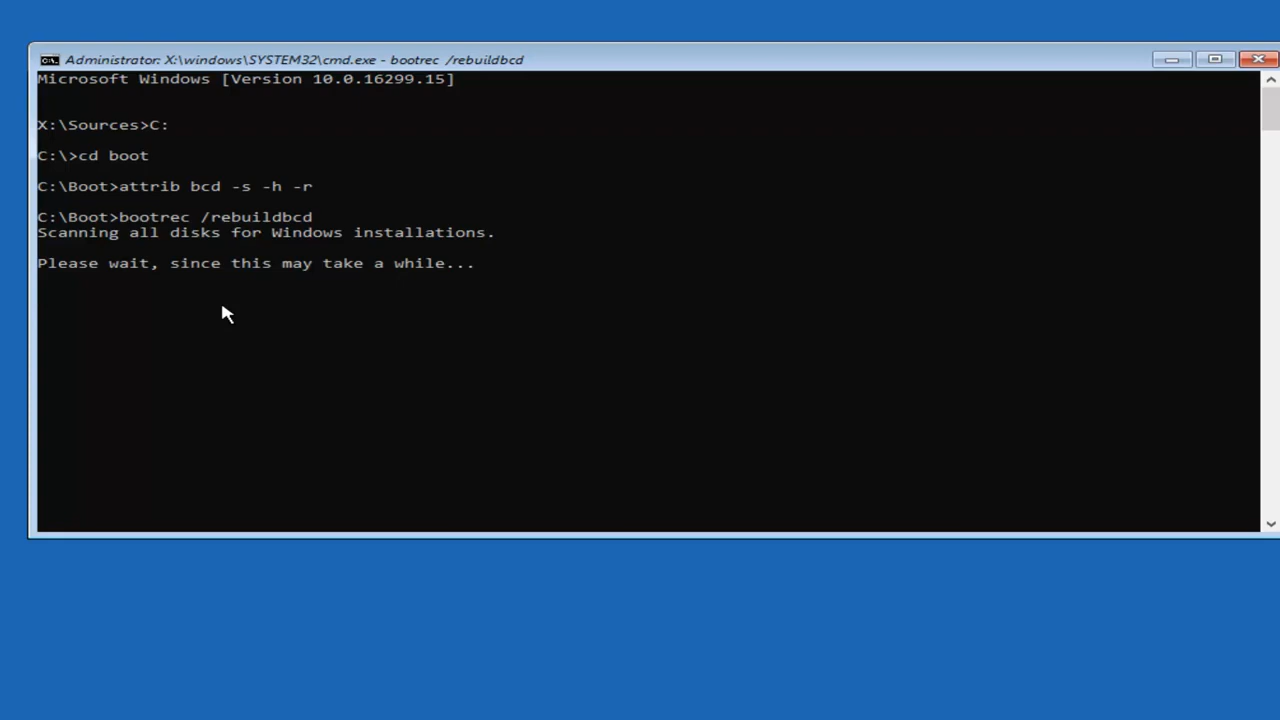 Administrator: X:\windows\SYSTEM32\cmd.exe - bootrec /rebuildbcd
Microsoft Windows [Version 10.0.16299.15]
X:\Sources>C:
C:\>cd boot
C:\Boot>attrib bcd -s -h -r
C:\Boot>bootrec /rebuildbcd
Scanning all disks for Windows installations.
Please wait, since this may take a while...